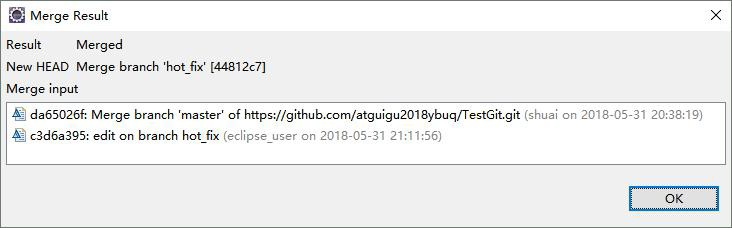 Merge Result
Result Merged
New HEAD Merge branch 'hot_fix' [44812c7]
Merge input
da65026f: Merge branch 'master' of https://github.com/atguigu2018ybuq/TestGit.git (shuai on 2018-05-31 20:38:19)
c3d6a395: edit on branch hot_fix (eclipse_user on 2018-05-31 21:11:56)
OK